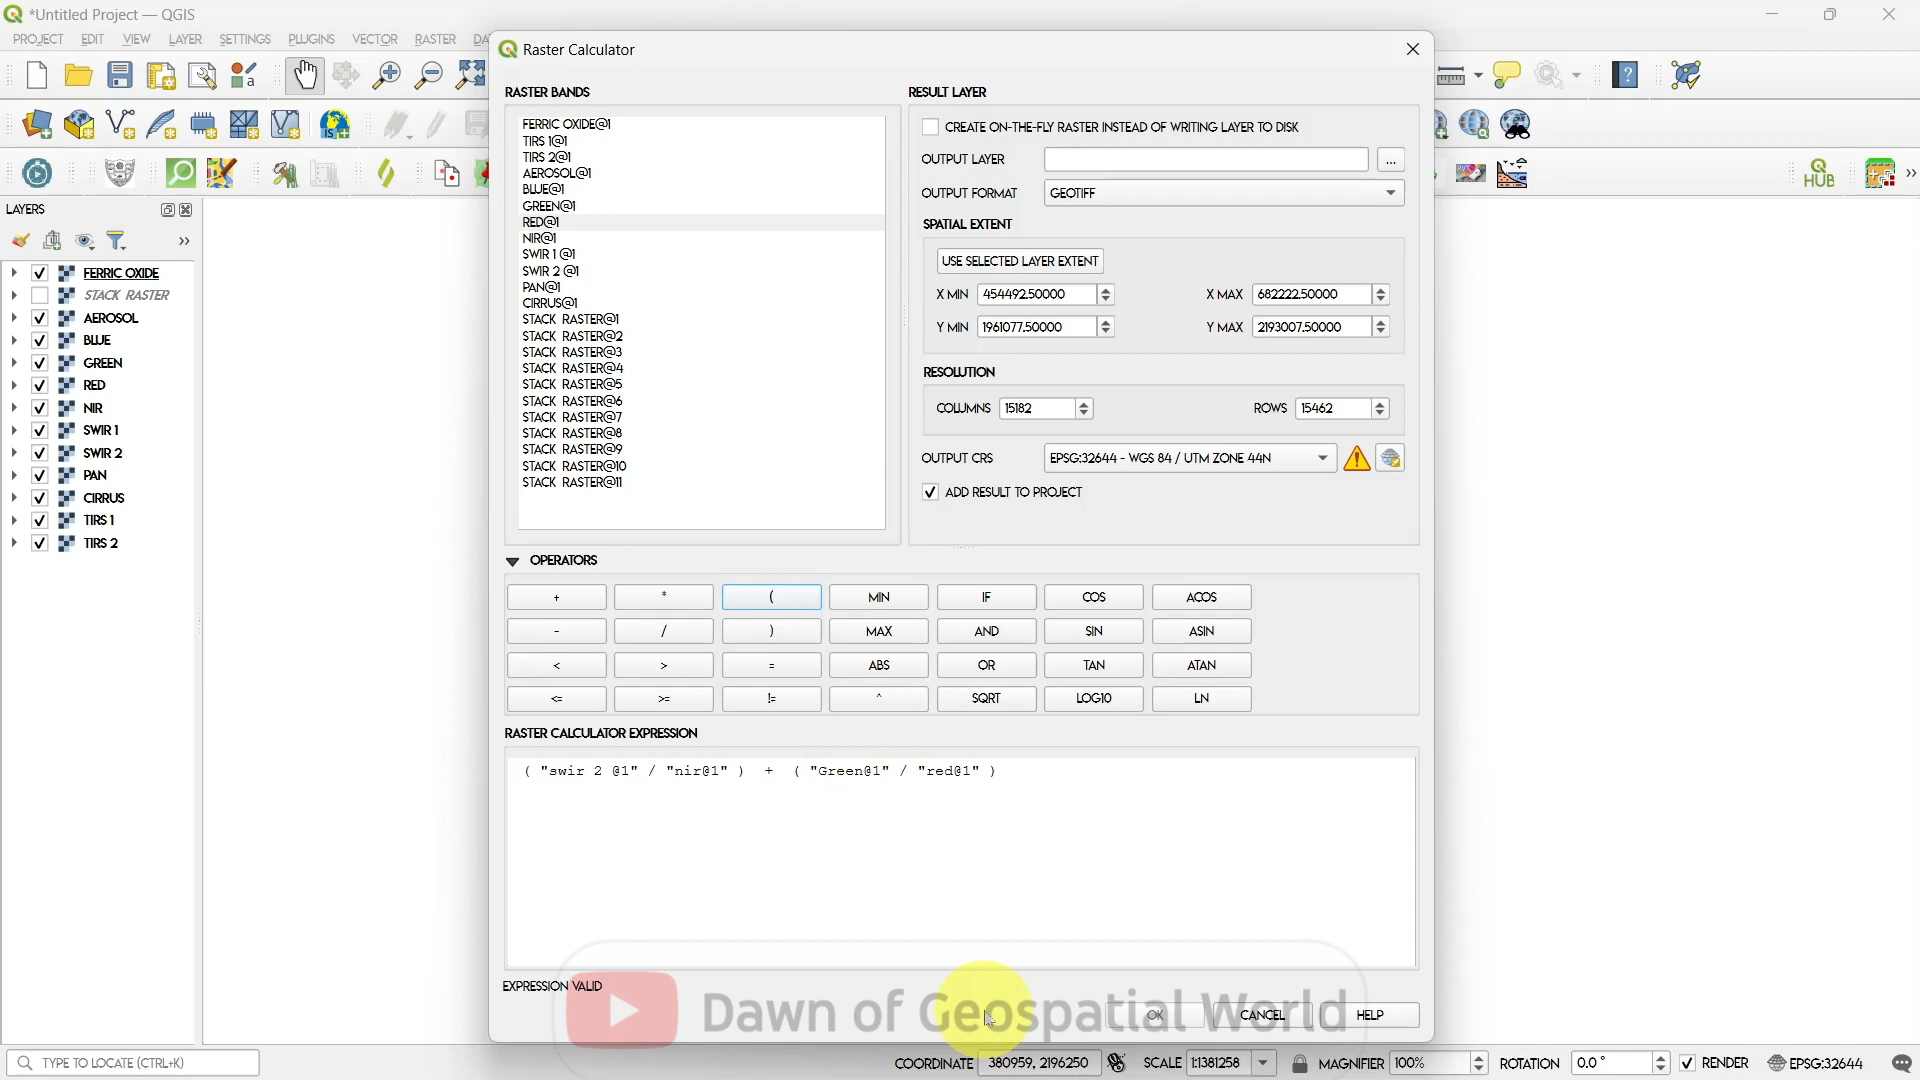 *Untitled Project — QGIS
PROJECT EDIT VIEW LAYER SETTINGS PLUGINS VECTOR RASTER DA
LAYERS
FERRIC OXIDE
STACK RASTER
AEROSOL
BLUE
GREEN
RED
NIR
SWIR 1
SWIR 2
PAN
CIRRUS
TIRS 1
TIRS 2
Raster Calculator
RASTER BANDS
FERRIC OXIDE@1
TIRS 1@1
TIRS 2@1
AEROSOL@1
BLUE@1
GREEN@1
RED@1
NIR@1
SWIR 1 @1
SWIR 2 @1
PAN@1
CIRRUS@1
STACK RASTER@1
STACK RASTER@2
STACK RASTER@3
STACK RASTER@4
STACK RASTER@5
STACK RASTER@6
STACK RASTER@7
STACK RASTER@8
STACK RASTER@9
STACK RASTER@10
STACK RASTER@11
RESULT LAYER
CREATE ON-THE-FLY RASTER INSTEAD OF WRITING LAYER TO DISK
OUTPUT LAYER ...
OUTPUT FORMAT GEOTIFF
SPATIAL EXTENT
USE SELECTED LAYER EXTENT
X MIN 454492.50000 X MAX 682222.50000
Y MIN 1961077.50000 Y MAX 2193007.50000
RESOLUTION
COLUMNS 15182 ROWS 15462
OUTPUT CRS EPSG:32644 - WGS 84 / UTM ZONE 44N
ADD RESULT TO PROJECT
OPERATORS
+ * ( MIN IF COS ACOS
- / ) MAX AND SIN ASIN
< > = ABS OR TAN ATAN
<= >= != ^ SQRT LOG10 LN
RASTER CALCULATOR EXPRESSION
( "swir 2 @1" / "nir@1" ) + ( "Green@1" / "red@1" )
EXPRESSION VALID
OK CANCEL HELP
Dawn of Geospatial World
HUB
TYPE TO LOCATE (CTRL+K)
COORDINATE 380959, 2196250 SCALE 1:1381258 MAGNIFIER 100% ROTATION 0.0 ° RENDER EPSG:32644